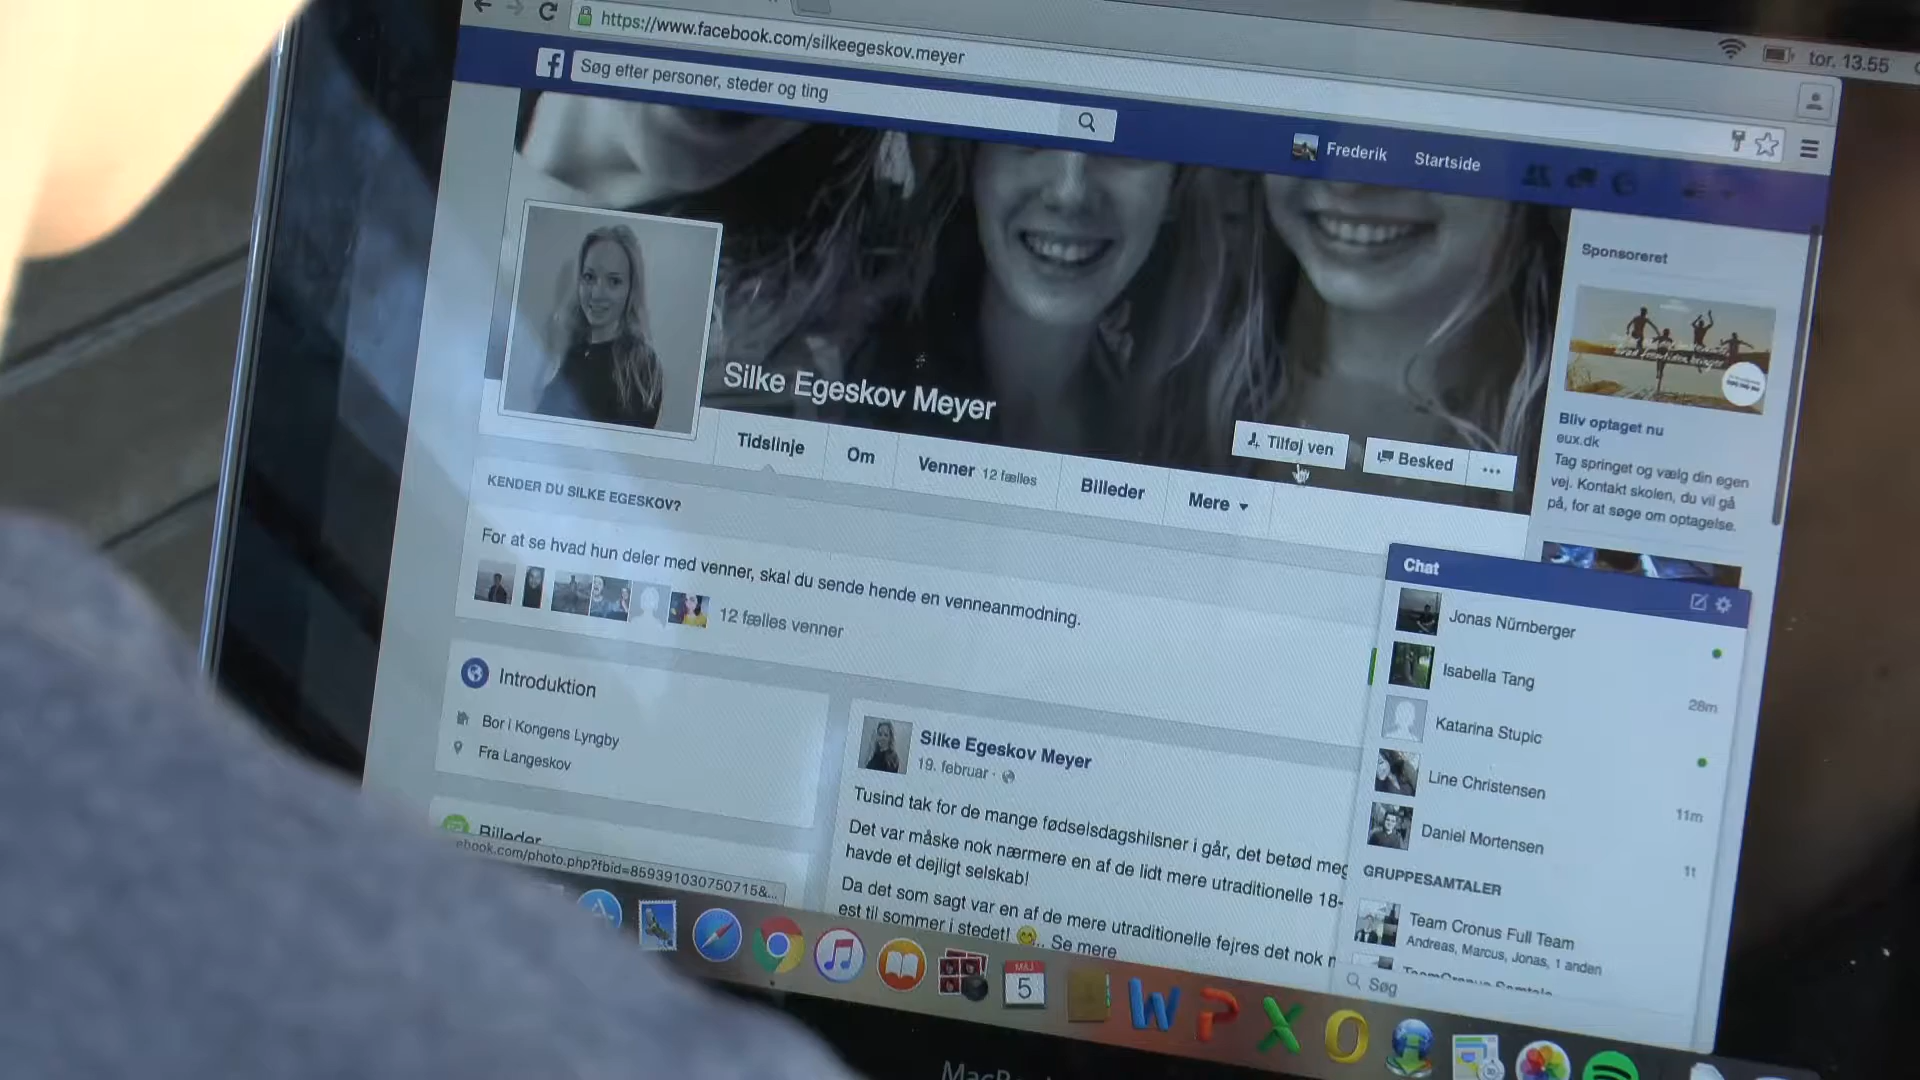 https://www.facebook.com/silkeegeskov.meyer
tor. 13.55
Søg efter personer, steder og ting
Frederik
Startside
Silke Egeskov Meyer
Tilføj ven
Besked
Tidslinje
Om
Venner 12 fælles
Billeder
Mere
KENDER DU SILKE EGESKOV?
For at se hvad hun deler med venner, skal du sende hende en venneanmodning.
12 fælles venner
Introduktion
Bor i Kongens Lyngby
Fra Langeskov
Billeder
ebook.com/photo.php?fbid=859391030750715&...
Silke Egeskov Meyer
19. februar ·
Tusind tak for de mange fødselsdagshilsner i går, det betød meg
Det var måske nok nærmere en af de lidt mere utraditionelle 18-
havde et dejligt selskab!
Da det som sagt var en af de mere utraditionelle fejres det nok n
est til sommer i stedet! .. Se mere
Sponsoreret
Bliv optaget nu
eux.dk
Tag springet og vælg din egen
vej. Kontakt skolen, du vil gå
på, for at søge om optagelse.
Chat
Jonas Nürnberger
Isabella Tang
28m
Katarina Stupic
Line Christensen
11m
Daniel Mortensen
1t
GRUPPESAMTALER
Team Cronus Full Team
Andreas, Marcus, Jonas, 1 anden
Søg
MAJ
5